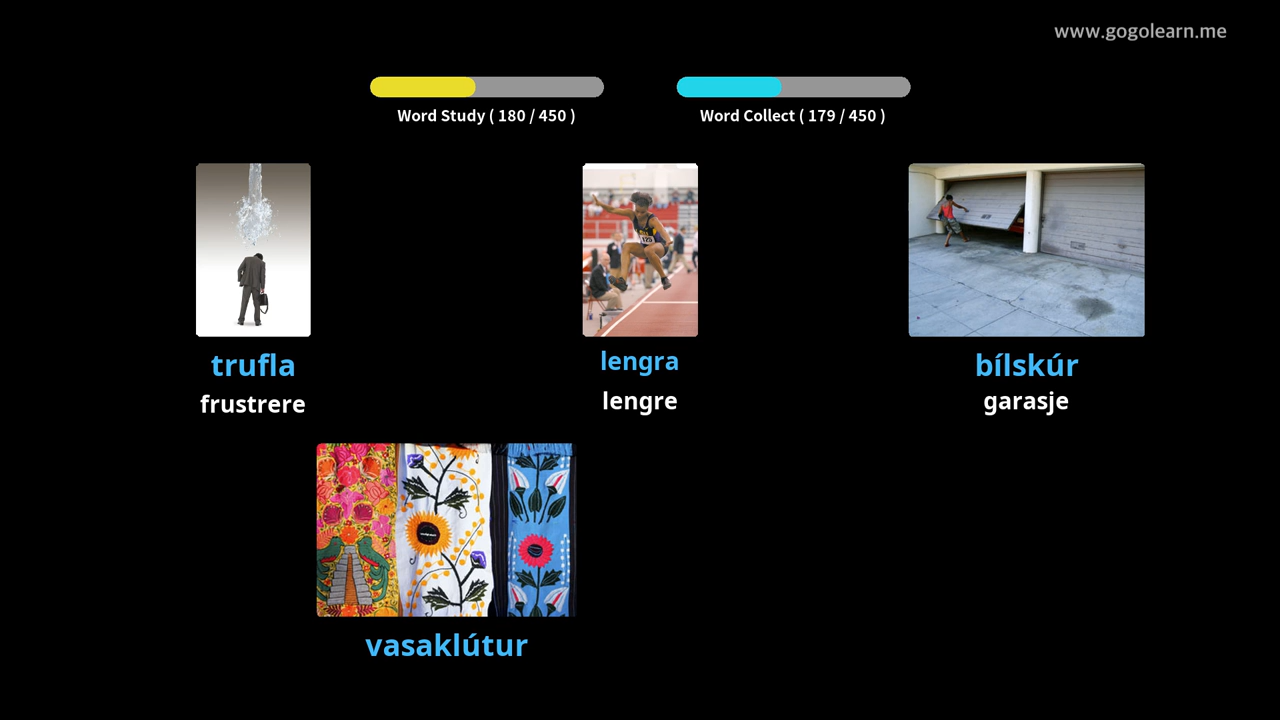 www.gogolearn.me
Word Study ( 180 / 450 )
Word Collect ( 179 / 450 )
trufla
frustrere
lengra
lengre
bílskúr
garasje
vasaklútur